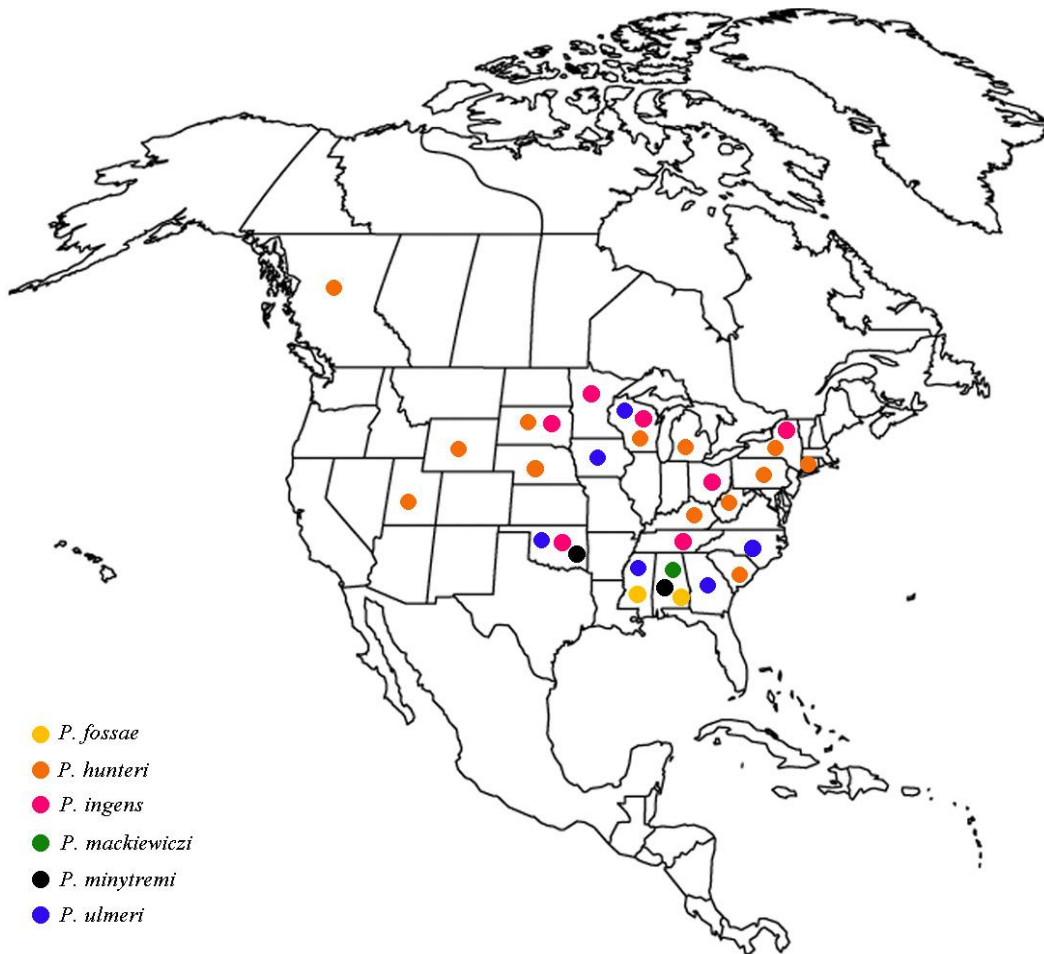 P. fossae
P. hunteri
P. ingens
P. mackiewiczi
P. minytremi
P. ulmeri